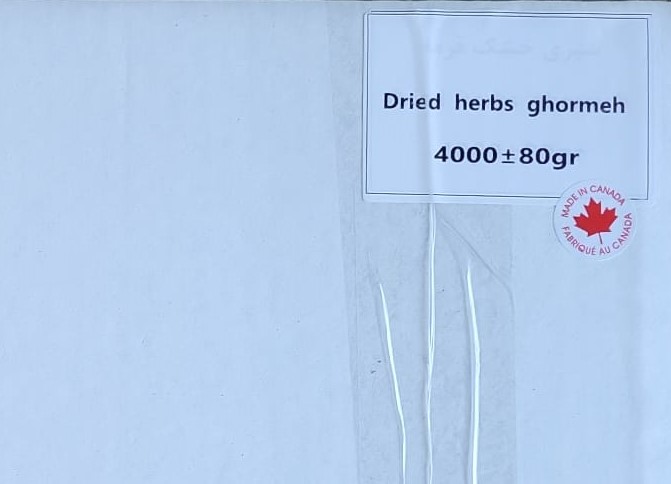 Dried herbs ghormeh
4000±80gr
MADE IN CANADA
FABRIQUÉ AU CANADA